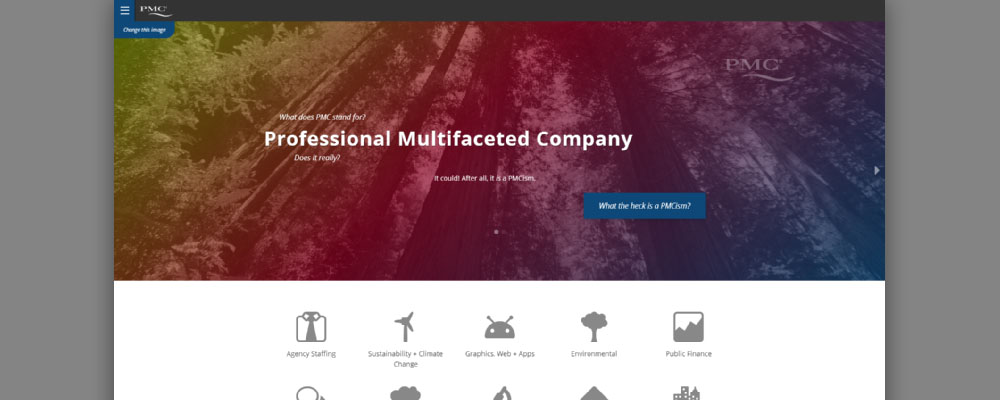 PMC
Change this image
PMC
What does PMC stand for?
Professional Multifaceted Company
Does it really?
It could! After all, it is a PMCism.
What the heck is a PMCism?
Agency Staffing
Sustainability + Climate
Change
Graphics, Web + Apps
Environmental
Public Finance